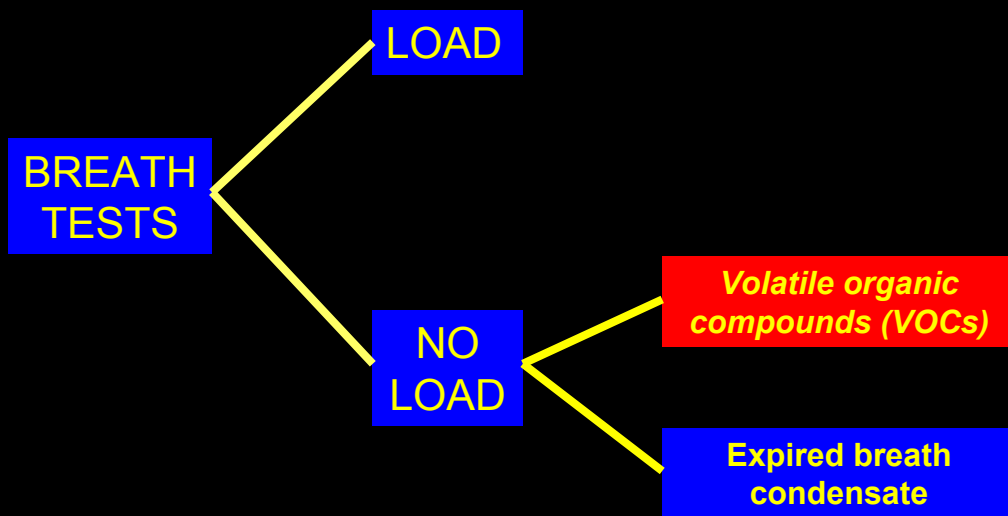 LOAD
BREATH
TESTS
NO
LOAD
Volatile organic
compounds (VOCs)
Expired breath
condensate